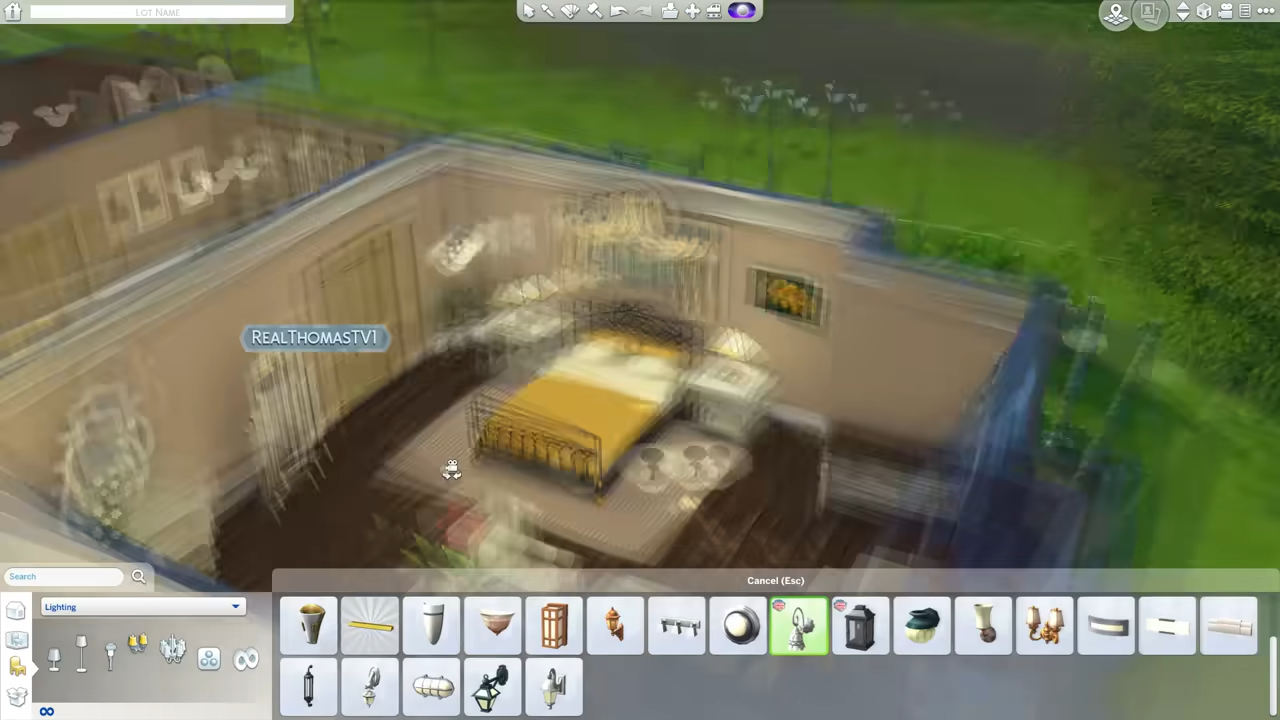 LOT NAME
REALTHOMASTV1
Cancel (Esc)
Search
Lighting